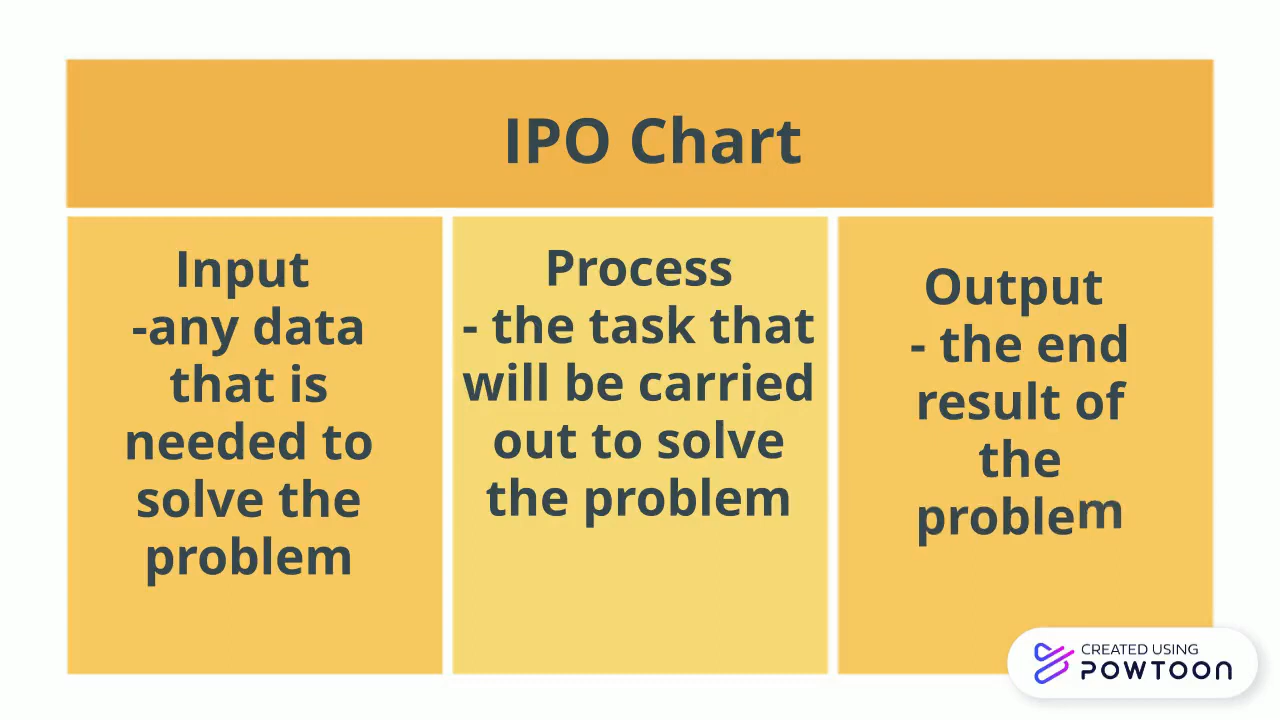 IPO Chart
Input
-any data
that is
needed to
solve the
problem
Process
- the task that
will be carried
out to solve
the problem
Output
- the end
result of
the
problem
CREATED USING
POWTOON